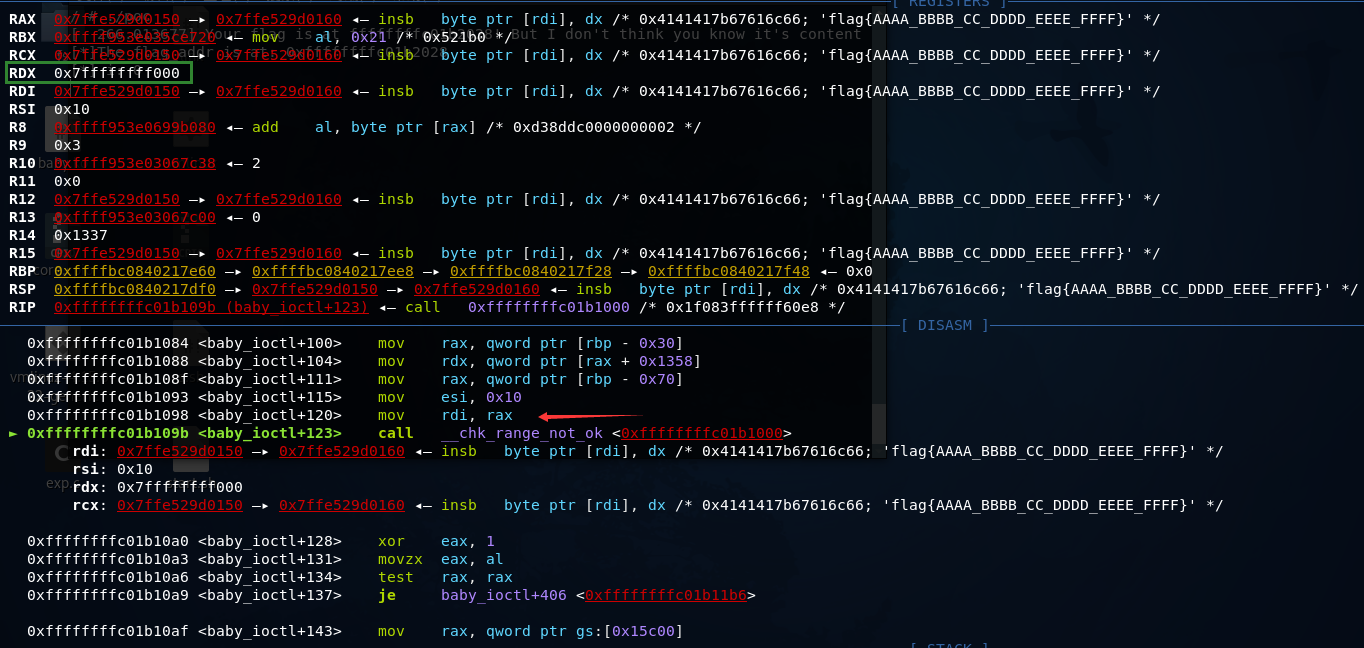 [ REGISTERS ]
RAX  0x7ffe529d0150 —▸ 0x7ffe529d0160 ◂— insb   byte ptr [rdi], dx /* 0x4141417b67616c66; 'flag{AAAA_BBBB_CC_DDDD_EEEE_FFFF}' */
RBX  0xffff953e035ce720 ◂— mov    al, 0x21 /* 0x521b0 */
RCX  0x7ffe529d0150 —▸ 0x7ffe529d0160 ◂— insb   byte ptr [rdi], dx /* 0x4141417b67616c66; 'flag{AAAA_BBBB_CC_DDDD_EEEE_FFFF}' */
RDX  0x7ffffffff000
RDI  0x7ffe529d0150 —▸ 0x7ffe529d0160 ◂— insb   byte ptr [rdi], dx /* 0x4141417b67616c66; 'flag{AAAA_BBBB_CC_DDDD_EEEE_FFFF}' */
RSI  0x10
R8   0xffff953e0699b080 ◂— add    al, byte ptr [rax] /* 0xd38ddc0000000002 */
R9   0x3
R10  0xffff953e03067c38 ◂— 2
R11  0x0
R12  0x7ffe529d0150 —▸ 0x7ffe529d0160 ◂— insb   byte ptr [rdi], dx /* 0x4141417b67616c66; 'flag{AAAA_BBBB_CC_DDDD_EEEE_FFFF}' */
R13  0xffff953e03067c00 ◂— 0
R14  0x1337
R15  0x7ffe529d0150 —▸ 0x7ffe529d0160 ◂— insb   byte ptr [rdi], dx /* 0x4141417b67616c66; 'flag{AAAA_BBBB_CC_DDDD_EEEE_FFFF}' */
RBP  0xffffbc0840217e60 —▸ 0xffffbc0840217ee8 —▸ 0xffffbc0840217f28 —▸ 0xffffbc0840217f48 ◂— 0x0
RSP  0xffffbc0840217df0 —▸ 0x7ffe529d0150 —▸ 0x7ffe529d0160 ◂— insb   byte ptr [rdi], dx /* 0x4141417b67616c66; 'flag{AAAA_BBBB_CC_DDDD_EEEE_FFFF}' */
RIP  0xffffffffc01b109b (baby_ioctl+123) ◂— call   0xffffffffc01b1000 /* 0x1f083ffffff60e8 */
[ DISASM ]
0xffffffffc01b1084 <baby_ioctl+100>    mov    rax, qword ptr [rbp - 0x30]
0xffffffffc01b1088 <baby_ioctl+104>    mov    rdx, qword ptr [rax + 0x1358]
0xffffffffc01b108f <baby_ioctl+111>    mov    rax, qword ptr [rbp - 0x70]
0xffffffffc01b1093 <baby_ioctl+115>    mov    esi, 0x10
0xffffffffc01b1098 <baby_ioctl+120>    mov    rdi, rax
► 0xffffffffc01b109b <baby_ioctl+123>    call   __chk_range_not_ok <0xffffffffc01b1000>
rdi: 0x7ffe529d0150 —▸ 0x7ffe529d0160 ◂— insb   byte ptr [rdi], dx /* 0x4141417b67616c66; 'flag{AAAA_BBBB_CC_DDDD_EEEE_FFFF}' */
rsi: 0x10
rdx: 0x7ffffffff000
rcx: 0x7ffe529d0150 —▸ 0x7ffe529d0160 ◂— insb   byte ptr [rdi], dx /* 0x4141417b67616c66; 'flag{AAAA_BBBB_CC_DDDD_EEEE_FFFF}' */
0xffffffffc01b10a0 <baby_ioctl+128>    xor    eax, 1
0xffffffffc01b10a3 <baby_ioctl+131>    movzx  eax, al
0xffffffffc01b10a6 <baby_ioctl+134>    test   rax, rax
0xffffffffc01b10a9 <baby_ioctl+137>    je     baby_ioctl+406 <0xffffffffc01b11b6>
0xffffffffc01b10af <baby_ioctl+143>    mov    rax, qword ptr gs:[0x15c00]
[ STACK ]